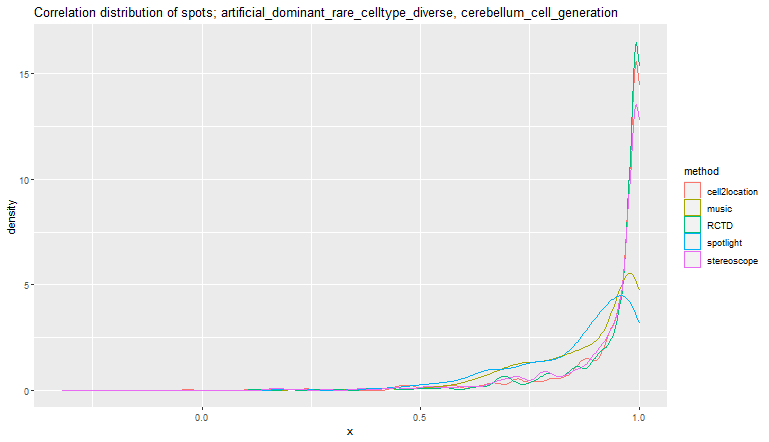 Correlation distribution of spots; artificial_dominant_rare_celltype_diverse, cerebellum_cell_generation
15
10
5
0
density
0.0
0.5
1.0
x
method
cell2location
music
RCTD
spotlight
stereoscope